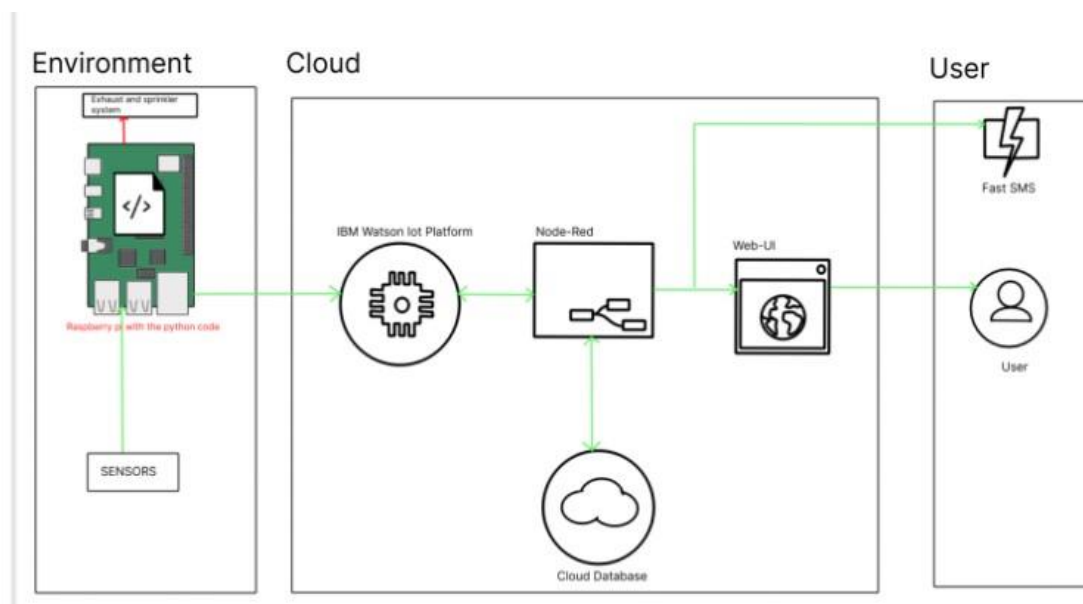 Environment
Exhaust and sprinkler
system
</>
Raspberry pi with the python code
SENSORS
Cloud
IBM Watson Iot Platform
Node-Red
Web-UI
Cloud Database
User
Fast SMS
User